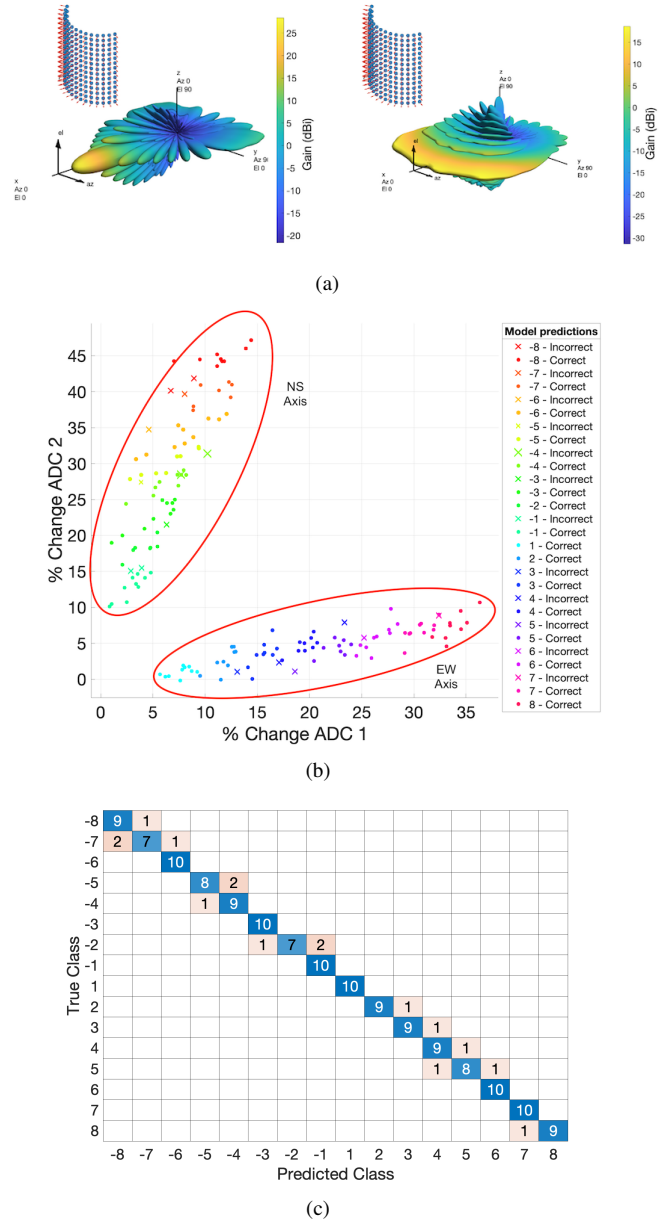 z
Az 0
El 90
el
x
Az 0
El 0
az
y
Az 90
El 0
25
20
15
10
5
0
-5
-10
-15
-20
Gain (dBi)
z
Az 0
El 90
el
x
Az 0
El 0
az
y
Az 90
El 0
15
10
5
0
-5
-10
-15
-20
-25
-30
Gain (dBi)
(a)
% Change ADC 2
45
40
35
30
25
20
15
10
5
0
0 5 10 15 20 25 30 35
% Change ADC 1
NS
Axis
EW
Axis
Model predictions
-8 - Incorrect
-8 - Correct
-7 - Incorrect
-7 - Correct
-6 - Incorrect
-6 - Correct
-5 - Incorrect
-5 - Correct
-4 - Incorrect
-4 - Correct
-3 - Incorrect
-3 - Correct
-2 - Correct
-1 - Incorrect
-1 - Correct
1 - Correct
2 - Correct
3 - Incorrect
3 - Correct
4 - Incorrect
4 - Correct
5 - Incorrect
5 - Correct
6 - Incorrect
6 - Correct
7 - Incorrect
7 - Correct
8 - Correct
(b)
True Class
-8 9 1
-7 2 7 1
-6 10
-5 8 2
-4 1 9
-3 10
-2 1 7 2
-1 10
1 10
2 9 1
3 9 1
4 9 1
5 1 8 1
6 10
7 10
8 1 9
-8 -7 -6 -5 -4 -3 -2 -1 1 2 3 4 5 6 7 8
Predicted Class
(c)